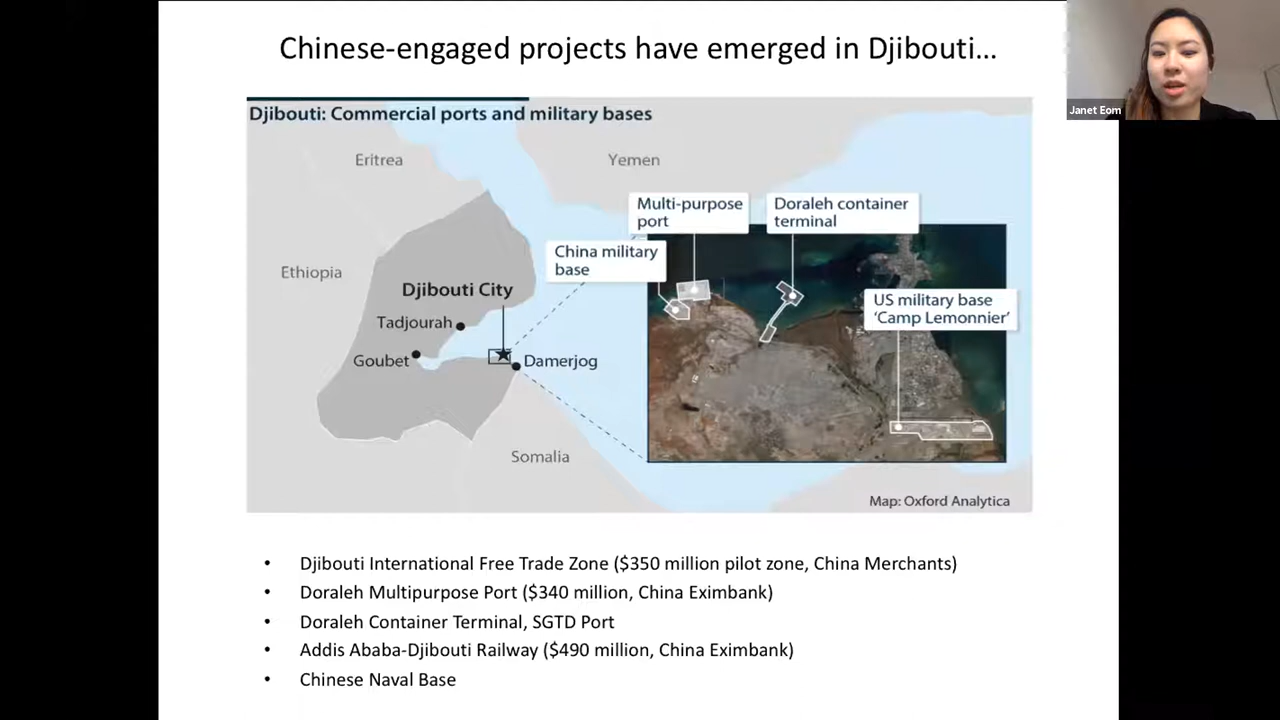 Chinese-engaged projects have emerged in Djibouti...
Janet Eom
Djibouti: Commercial ports and military bases
Eritrea
Yemen
Multi-purpose
port
Doraleh container
terminal
China military
base
Ethiopia
Djibouti City
US military base
‘Camp Lemonnier’
Tadjourah
Goubet
Damerjog
Somalia
Map: Oxford Analytica
• Djibouti International Free Trade Zone ($350 million pilot zone, China Merchants)
• Doraleh Multipurpose Port ($340 million, China Eximbank)
• Doraleh Container Terminal, SGTD Port
• Addis Ababa-Djibouti Railway ($490 million, China Eximbank)
• Chinese Naval Base